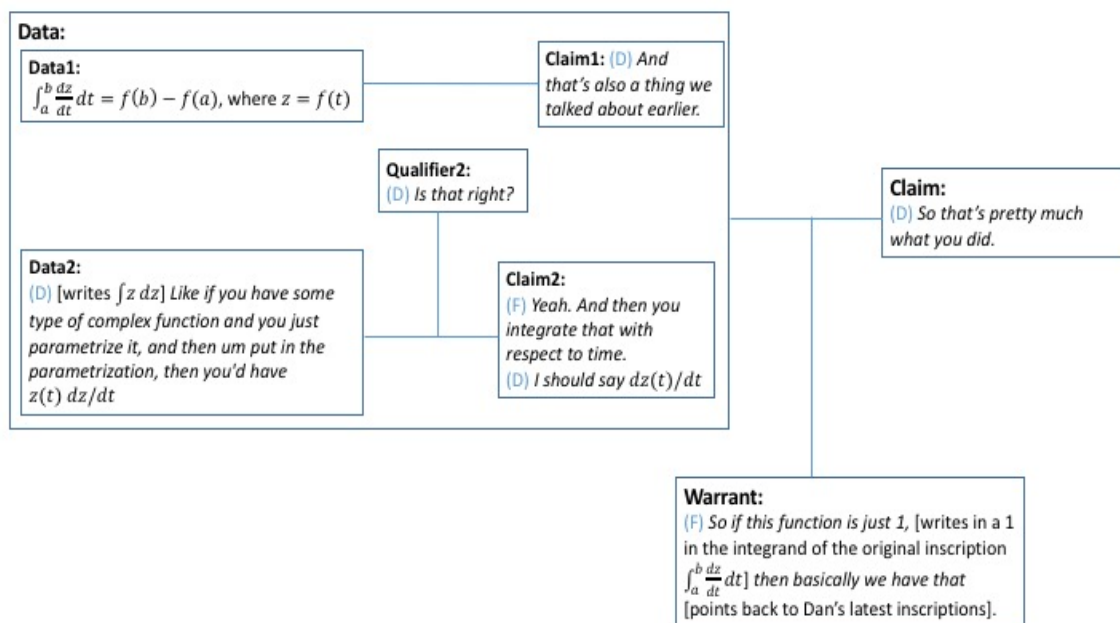 Data:
Data1:
∫ₐᵇ dz/dt dt = f(b) − f(a), where z = f(t)
Claim1: (D) And
that's also a thing we
talked about earlier.
Qualifier2:
(D) Is that right?
Data2:
(D) [writes ∫z dz] Like if you have some
type of complex function and you just
parametrize it, and then um put in the
parametrization, then you'd have
z(t) dz/dt
Claim2:
(F) Yeah. And then you
integrate that with
respect to time.
(D) I should say dz(t)/dt
Claim:
(D) So that's pretty much
what you did.
Warrant:
(F) So if this function is just 1, [writes in a 1
in the integrand of the original inscription
∫ₐᵇ dz/dt dt] then basically we have that
[points back to Dan's latest inscriptions].